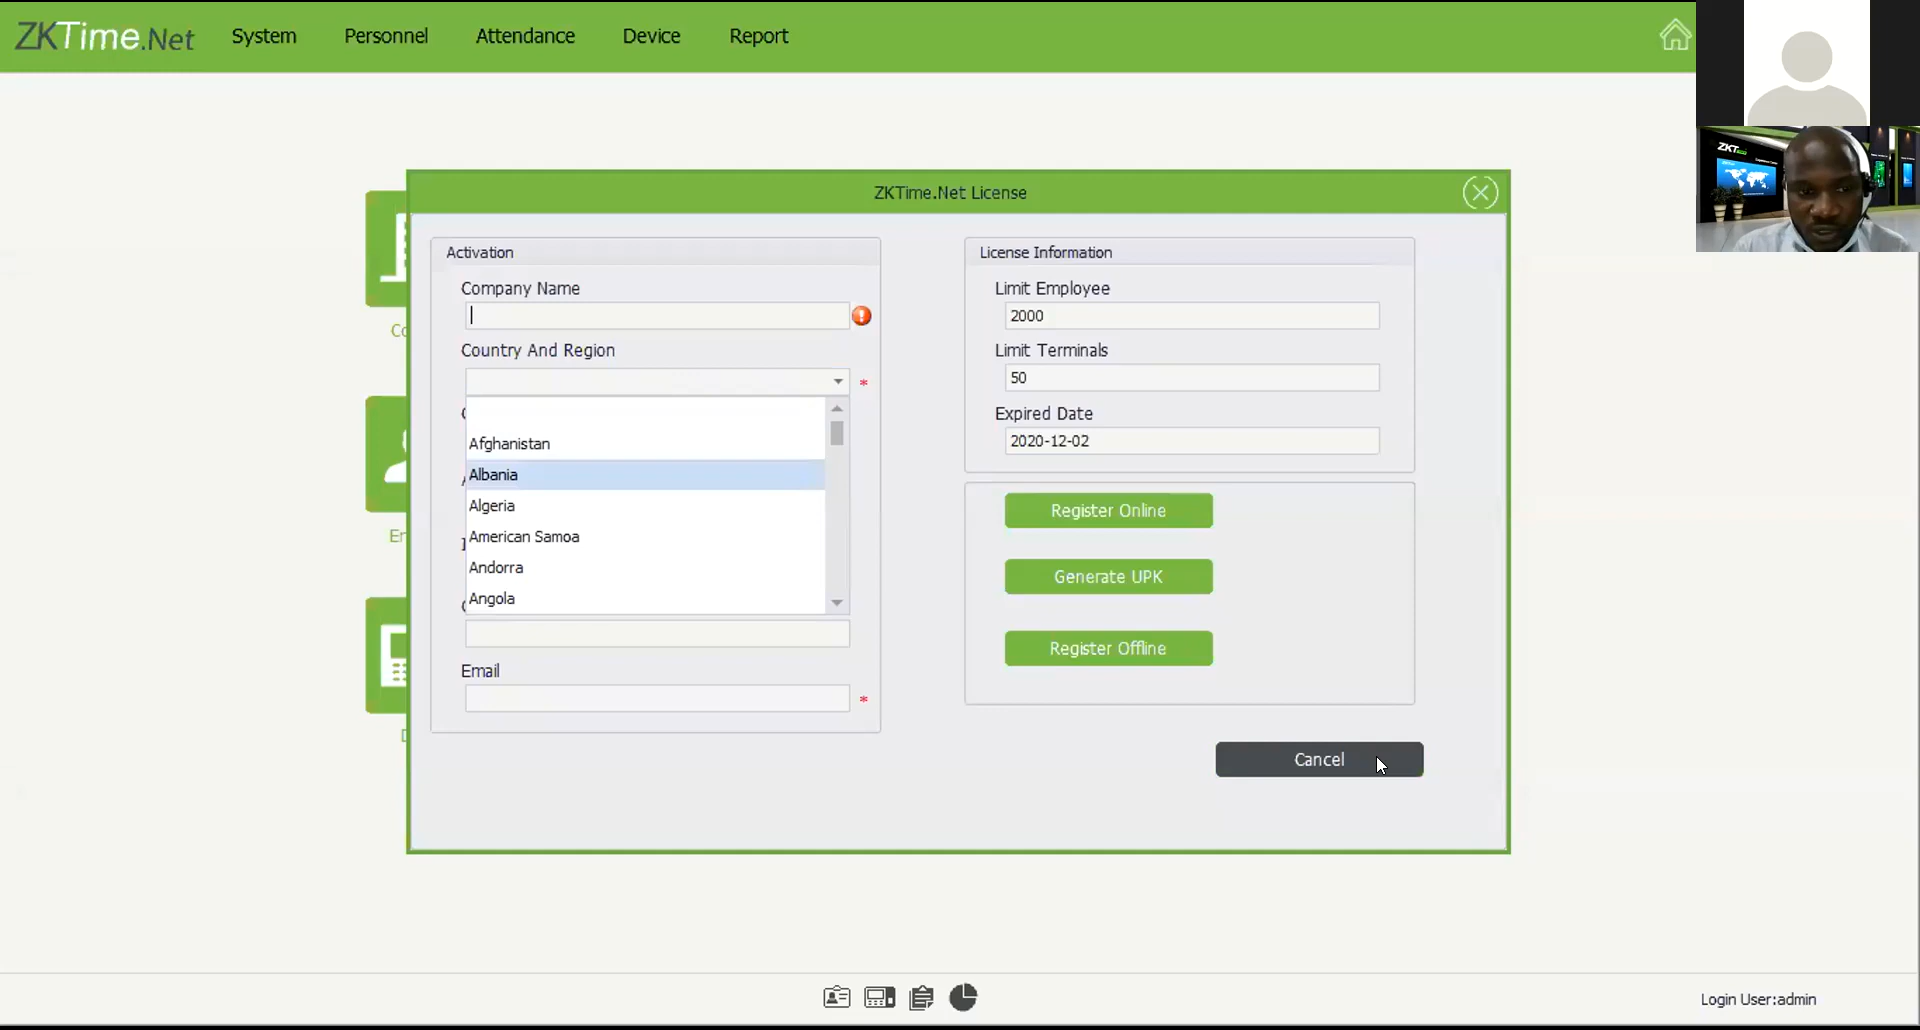 ZKTime.Net System Personnel Attendance Device Report
ZKT
ZKTime.Net License
Activation
Company Name
Country And Region
*
Afghanistan
Albania
Algeria
American Samoa
Andorra
Angola
Email
*
License Information
Limit Employee
2000
Limit Terminals
50
Expired Date
2020-12-02
Register Online
Generate UPK
Register Offline
Cancel
Login User:admin